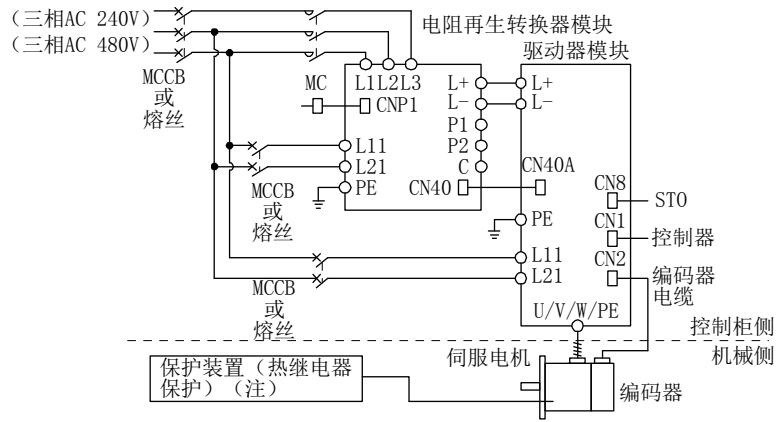 （三相AC 240V）
（三相AC 480V）
MCCB
或
熔丝
电阻再生转换器模块
驱动器模块
MC
L1L2L3
CNP1
L+
L-
P1
P2
C
L11
L21
PE
CN40
L+
L-
CN40A
CN8
STO
CN1
控制器
CN2
编码器
电缆
PE
L11
L21
U/V/W/PE
MCCB
或
熔丝
MCCB
或
熔丝
控制柜侧
机械侧
伺服电机
编码器
保护装置（热继电器
保护）（注）